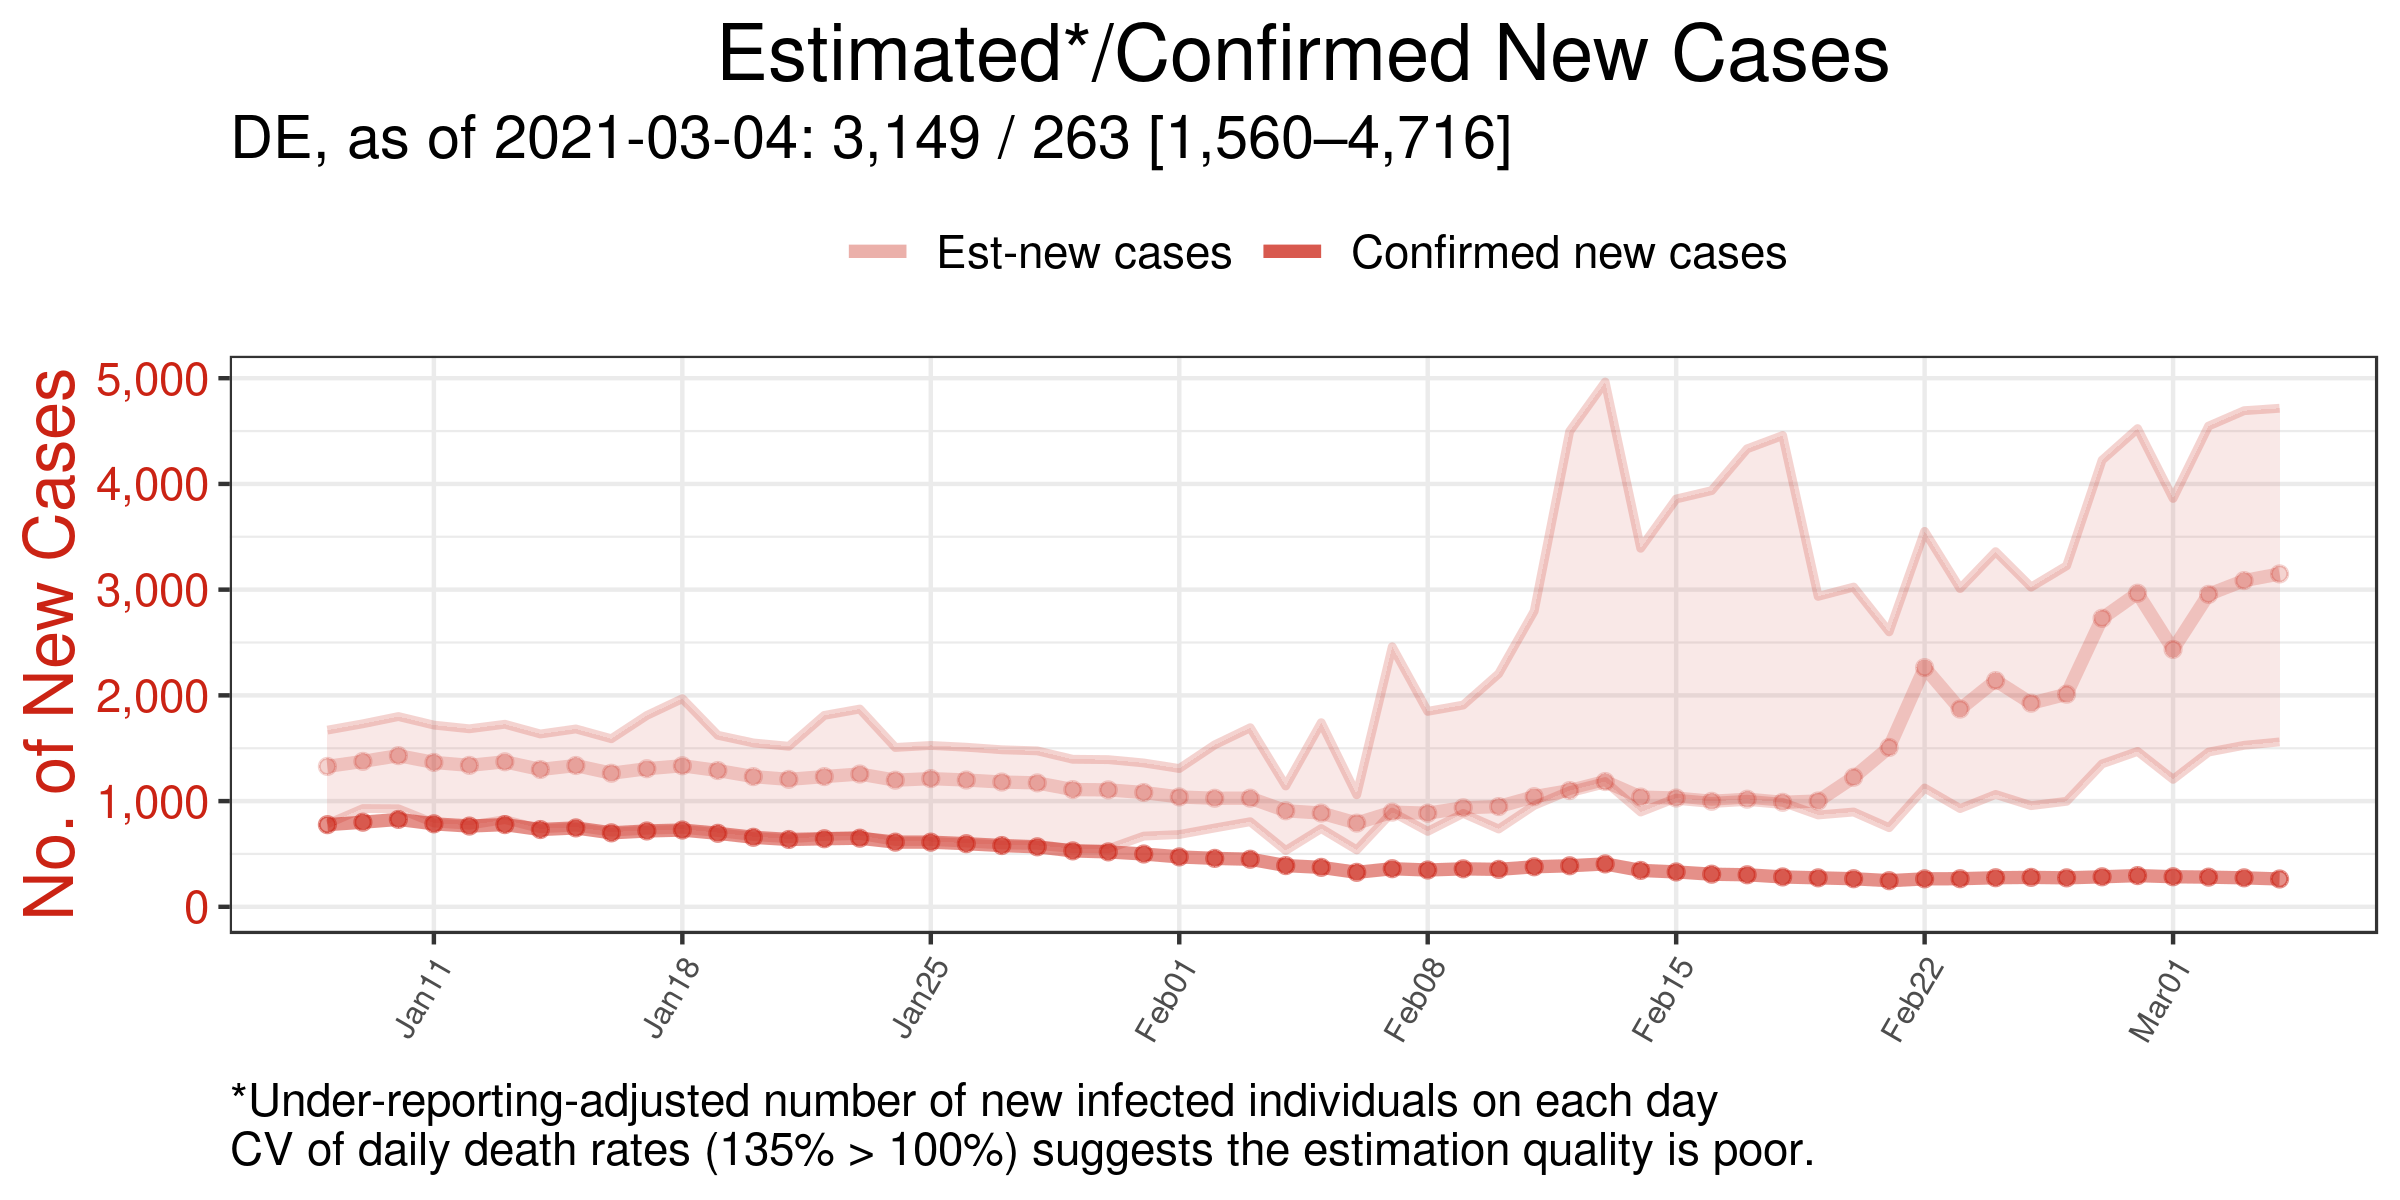 Estimated*/Confirmed New Cases
DE, as of 2021-03-04: 3,149 / 263 [1,560–4,716]
Est-new cases Confirmed new cases
No. of New Cases
5,000
4,000
3,000
2,000
1,000
0
Jan11 Jan18 Jan25 Feb01 Feb08 Feb15 Feb22 Mar01
*Under-reporting-adjusted number of new infected individuals on each day
CV of daily death rates (135% > 100%) suggests the estimation quality is poor.